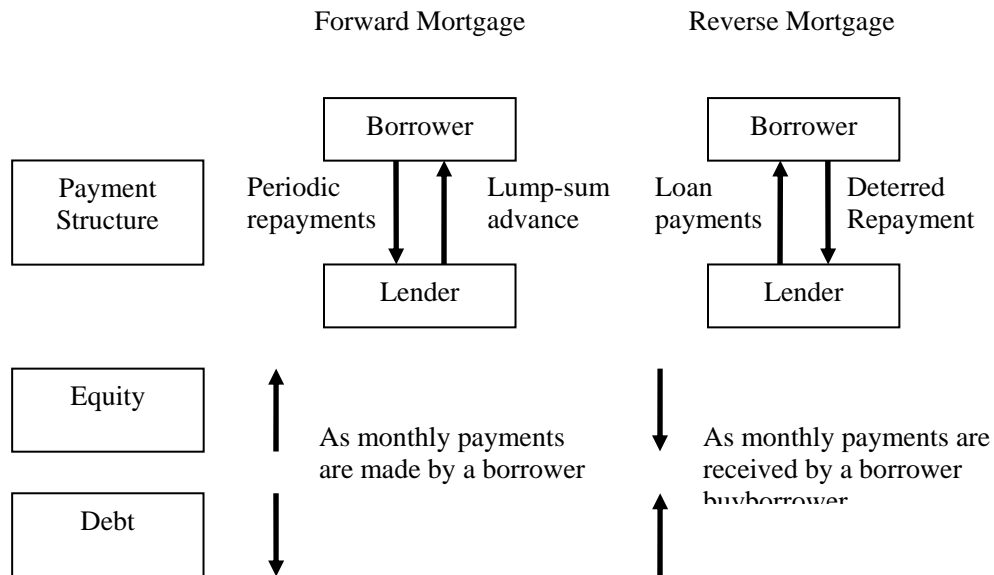 Forward Mortgage
Reverse Mortgage
Borrower
Borrower
Payment
Structure
Periodic
repayments
Lump-sum
advance
Loan
payments
Deterred
Repayment
Lender
Lender
Equity
As monthly payments
are made by a borrower
As monthly payments are
received by a borrower
buyborrower
Debt